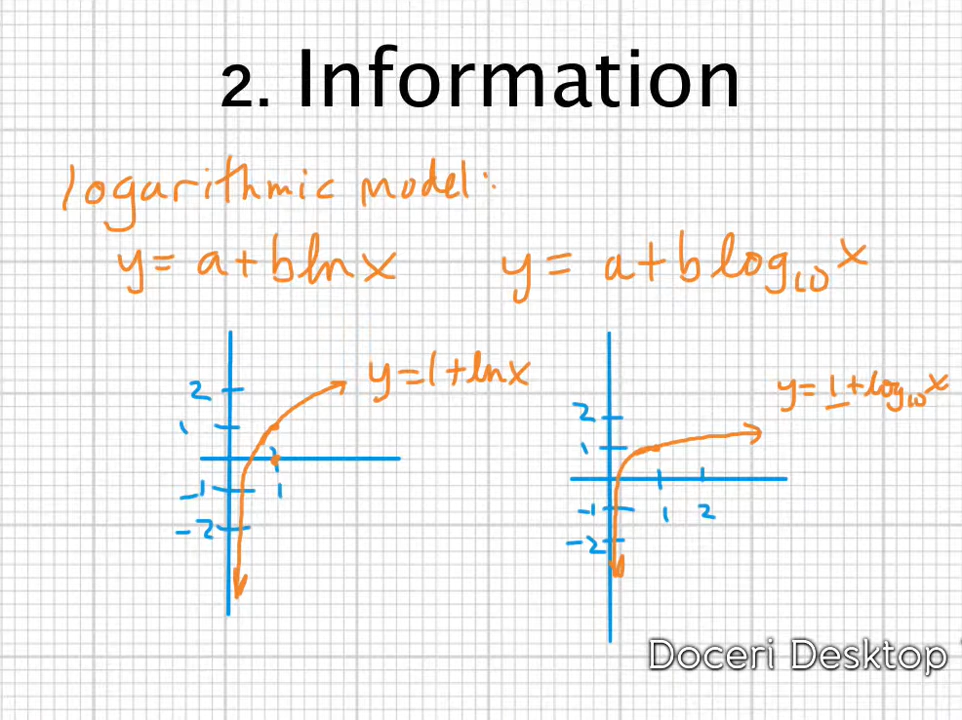 2. Information
logarithmic model:
y = a + b ln x
y = a + b log₁₀ x
y = 1 + ln x
2
1
-1
-2
1
y = 1 + log₁₀ x
2
1
-1
-2
1
2
Doceri Desktop